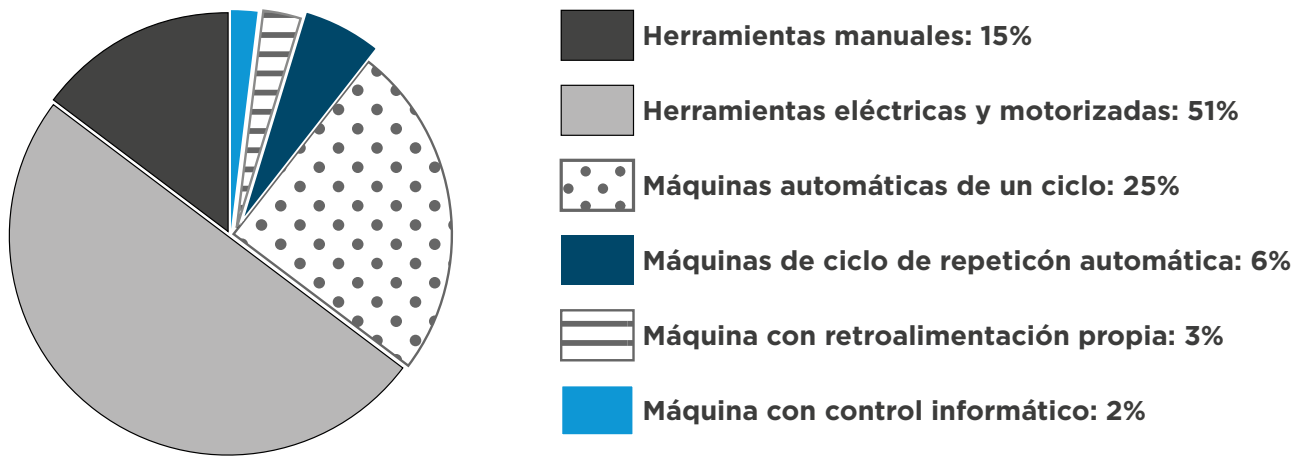 Herramientas manuales: 15%
Herramientas eléctricas y motorizadas: 51%
Máquinas automáticas de un ciclo: 25%
Máquinas de ciclo de repeticón automática: 6%
Máquina con retroalimentación propia: 3%
Máquina con control informático: 2%